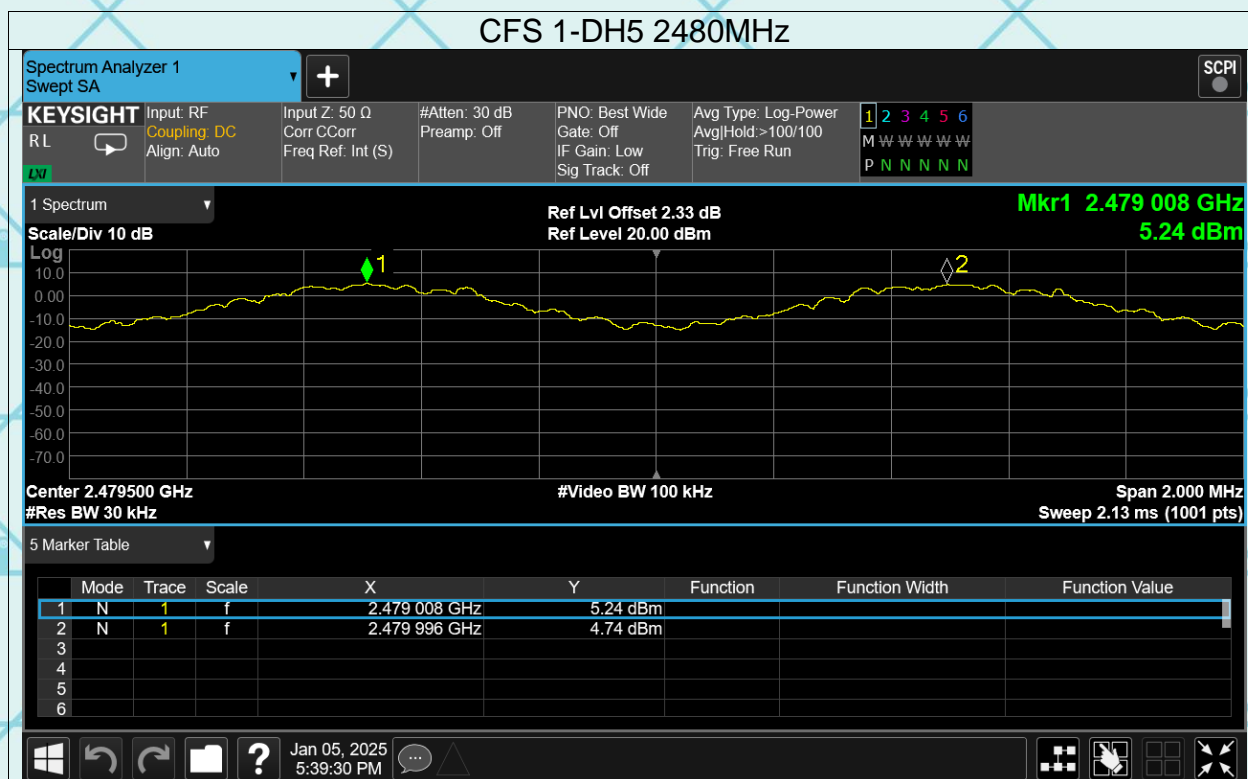 CFS 1-DH5 2480MHz
Spectrum Analyzer 1
Swept SA
+
SCPI
KEYSIGHT Input: RF Input Z: 50 Ω #Atten: 30 dB PNO: Best Wide Avg Type: Log-Power 1 2 3 4 5 6
RL Coupling: DC Corr CCorr Preamp: Off Gate: Off Avg|Hold:>100/100 M W W W W W W
Align: Auto Freq Ref: Int (S) IF Gain: Low Trig: Free Run P N N N N N N
LXI Sig Track: Off
1 Spectrum Ref Lvl Offset 2.33 dB Mkr1 2.479 008 GHz
Scale/Div 10 dB Ref Level 20.00 dBm 5.24 dBm
Log
1 2
10.0
0.00
-10.0
-20.0
-30.0
-40.0
-50.0
-60.0
-70.0
Center 2.479500 GHz #Video BW 100 kHz Span 2.000 MHz
#Res BW 30 kHz Sweep 2.13 ms (1001 pts)
5 Marker Table
Mode Trace Scale X Y Function Function Width Function Value
1 N 1 f 2.479 008 GHz 5.24 dBm
2 N 1 f 2.479 996 GHz 4.74 dBm
3
4
5
6
? Jan 05, 2025
5:39:30 PM